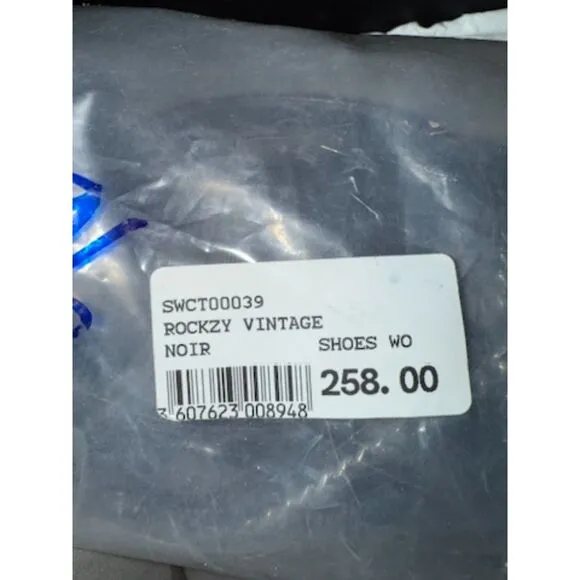 SWCT00039
ROCKZY VINTAGE
NOIR SHOES WO
258.00
3 607623 008948